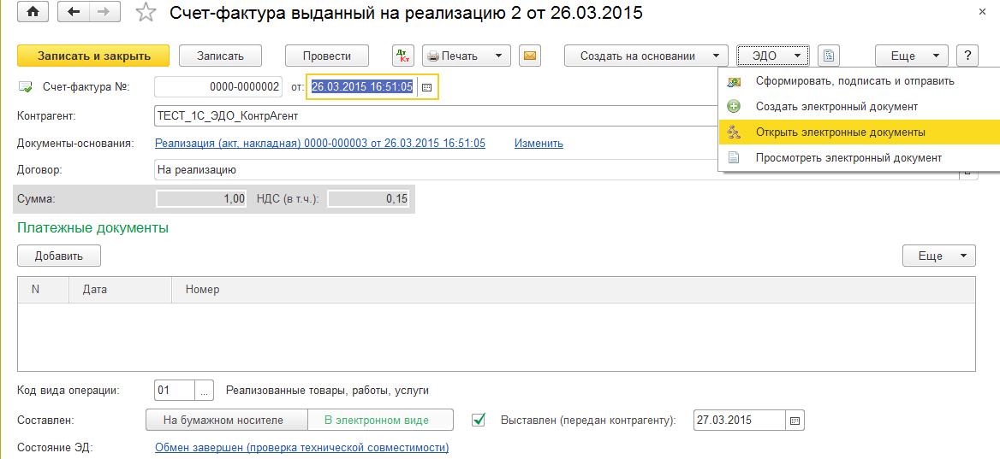 Счет-фактура выданный на реализацию 2 от 26.03.2015
Записать и закрыть Записать Провести Дт Кт Печать Создать на основании ЭДО Еще ?
Счет-фактура №: 0000-0000002 от: 26.03.2015 16:51:05
Сформировать, подписать и отправить
Создать электронный документ
Контрагент: ТЕСТ_1С_ЭДО_КонтрАгент
Открыть электронные документы
Документы-основания: Реализация (акт, накладная) 0000-000003 от 26.03.2015 16:51:05 Изменить
Просмотреть электронный документ
Договор: На реализацию
Сумма: 1,00 НДС (в т.ч.): 0,15
Платежные документы
Добавить Еще
N Дата Номер
Код вида операции: 01 ... Реализованные товары, работы, услуги
Составлен: На бумажном носителе В электронном виде Выставлен (передан контрагенту): 27.03.2015
Состояние ЭД: Обмен завершен (проверка технической совместимости)